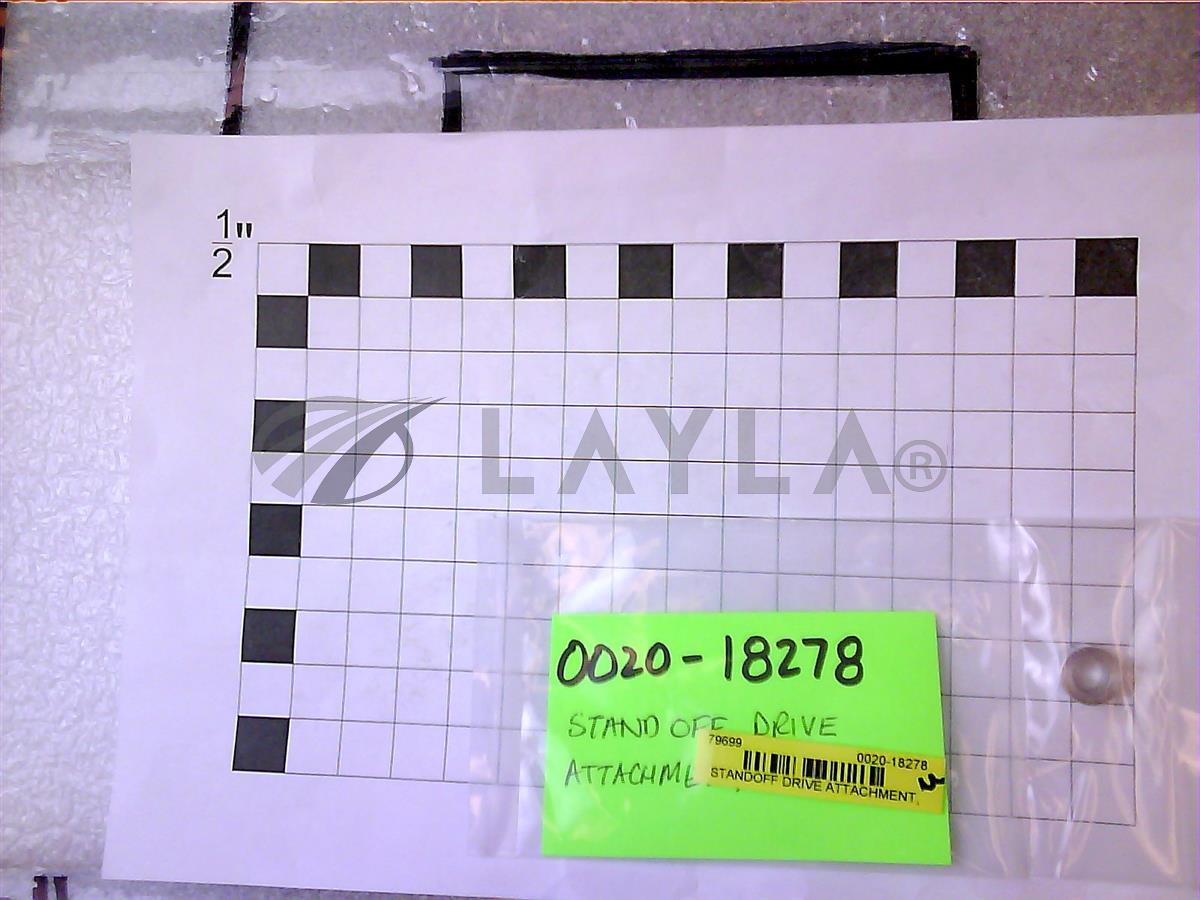 1/2"
LAYLA®
0020-18278
STAND OFF DRIVE
ATTACHME
79699
0020-18278
STANDOFF DRIVE ATTACHMENT,